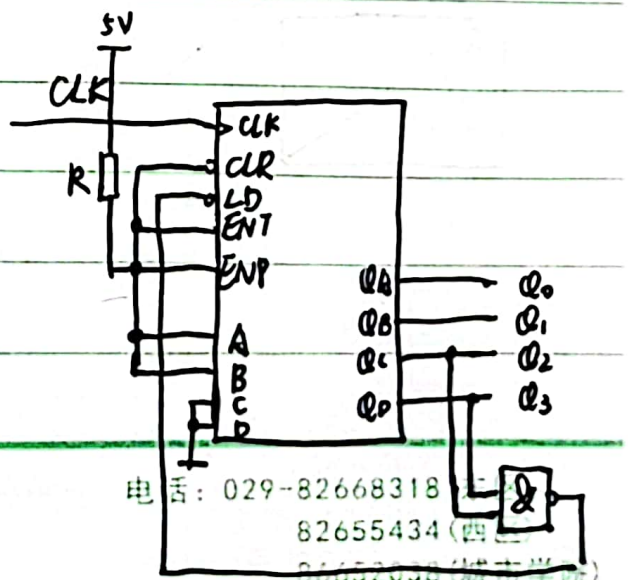 5V
CLK
R
CLK
CLR
LD
ENT
ENP
A
B
C
D
QA
QB
QC
QD
Q0
Q1
Q2
Q3
&
电话：029-82668318
82655434(西